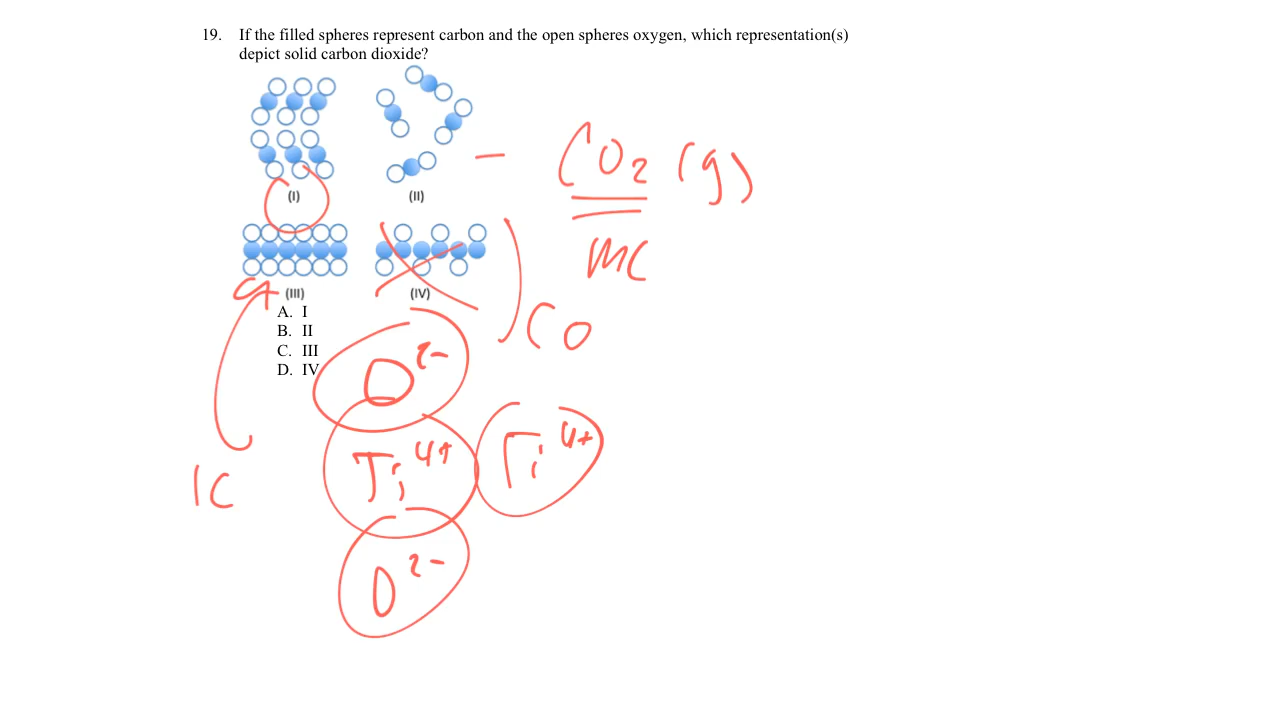 19. If the filled spheres represent carbon and the open spheres oxygen, which representation(s)
depict solid carbon dioxide?
(I)
(II)
— CO2 (g)
MC
(III)
(IV)
CO
A. I
B. II
C. III
D. IV
O2-
Ti4+ Ti4+
IC
O2-